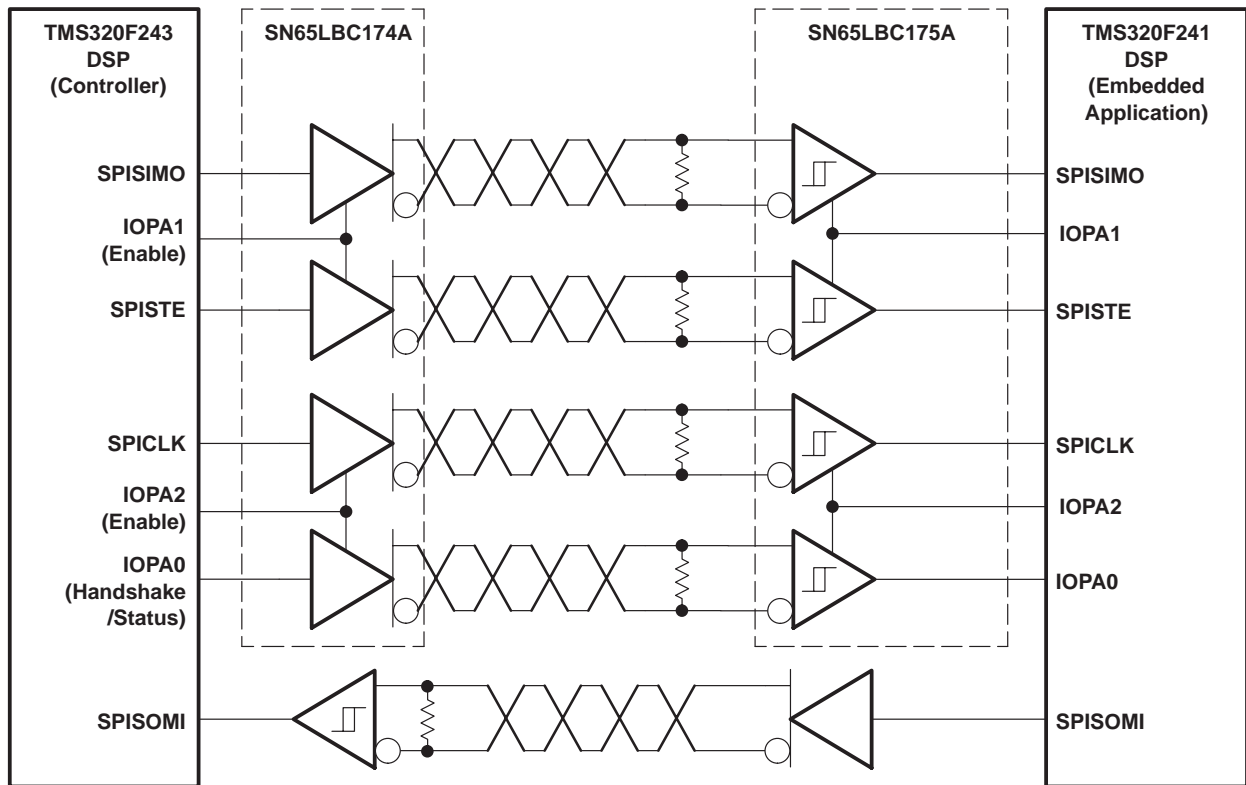 TMS320F243
DSP
(Controller)
SN65LBC174A
SN65LBC175A
TMS320F241
DSP
(Embedded
Application)
SPISIMO
IOPA1
(Enable)
SPISTE
SPICLK
IOPA2
(Enable)
IOPA0
(Handshake
/Status)
SPISOMI
SPISIMO
IOPA1
SPISTE
SPICLK
IOPA2
IOPA0
SPISOMI